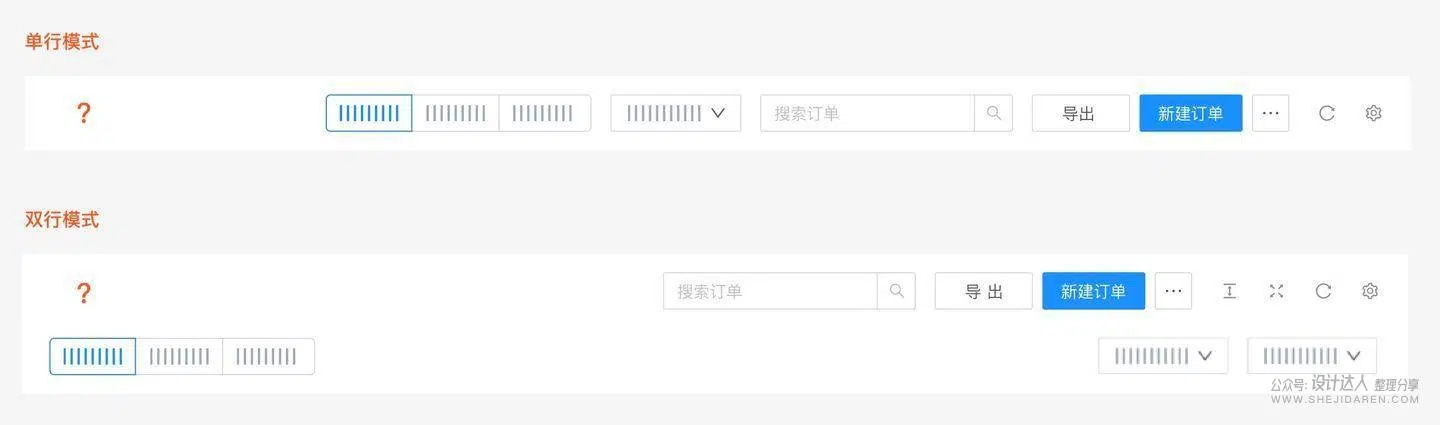 单行模式
?
搜索订单
导出
新建订单
···
双行模式
?
搜索订单
导 出
新建订单
···
公众号: 设计达人 整理分享
WWW.SHEJIDAREN.COM